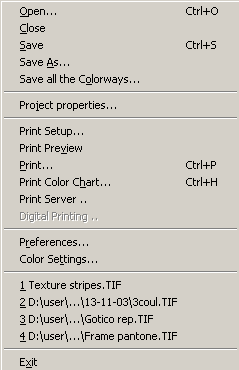 Open... Ctrl+O
Close
Save Ctrl+S
Save As...
Save all the Colorways...
Project properties...
Print Setup...
Print Preview
Print... Ctrl+P
Print Color Chart... Ctrl+H
Print Server ..
Digital Printing ..
Preferences...
Color Settings...
1 Texture stripes.TIF
2 D:\user\...\13-11-03\3coul.TIF
3 D:\user\...\Gotico rep.TIF
4 D:\user\...\Frame pantone.TIF
Exit